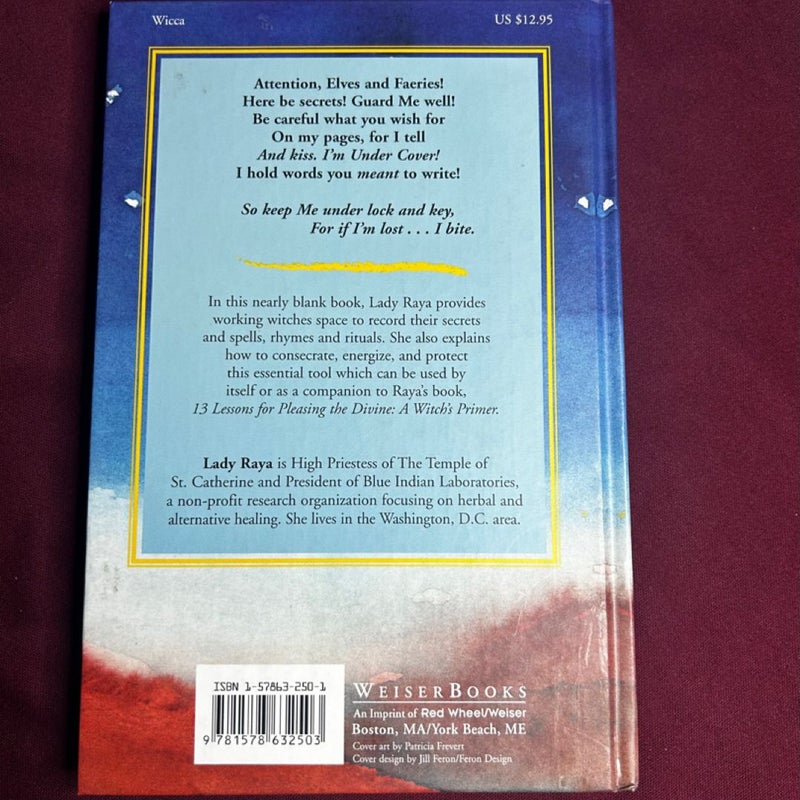 Wicca
US $12.95
Attention, Elves and Faeries!
Here be secrets! Guard Me well!
Be careful what you wish for
On my pages, for I tell
And kiss. I'm Under Cover!
I hold words you meant to write!
So keep Me under lock and key,
For if I'm lost . . . I bite.
In this nearly blank book, Lady Raya provides
working witches space to record their secrets
and spells, rhymes and rituals. She also explains
how to consecrate, energize, and protect
this essential tool which can be used by
itself or as a companion to Raya's book,
13 Lessons for Pleasing the Divine: A Witch's Primer.
Lady Raya is High Priestess of The Temple of
St. Catherine and President of Blue Indian Laboratories,
a non-profit research organization focusing on herbal and
alternative healing. She lives in the Washington, D.C. area.
ISBN 1-57863-250-1
9 781578 632503
WEISER BOOKS
An Imprint of Red Wheel/Weiser
Boston, MA/York Beach, ME
Cover art by Patricia Frevert
Cover design by Jill Feron/Feron Design